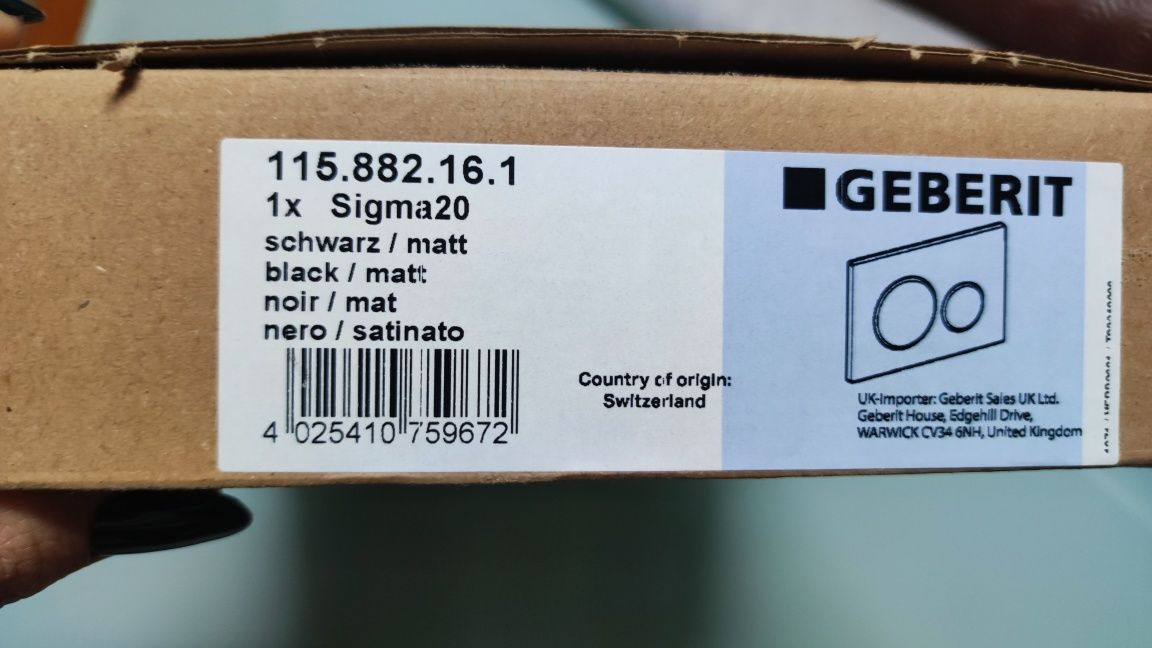 115.882.16.1
1x Sigma20
schwarz / matt
black / matt
noir / mat
nero / satinato
4 025410 759672
Country of origin:
Switzerland
GEBERIT
UK-Importer: Geberit Sales UK Ltd.
Geberit House, Edgehill Drive,
WARWICK CV34 6NH, United Kingdom